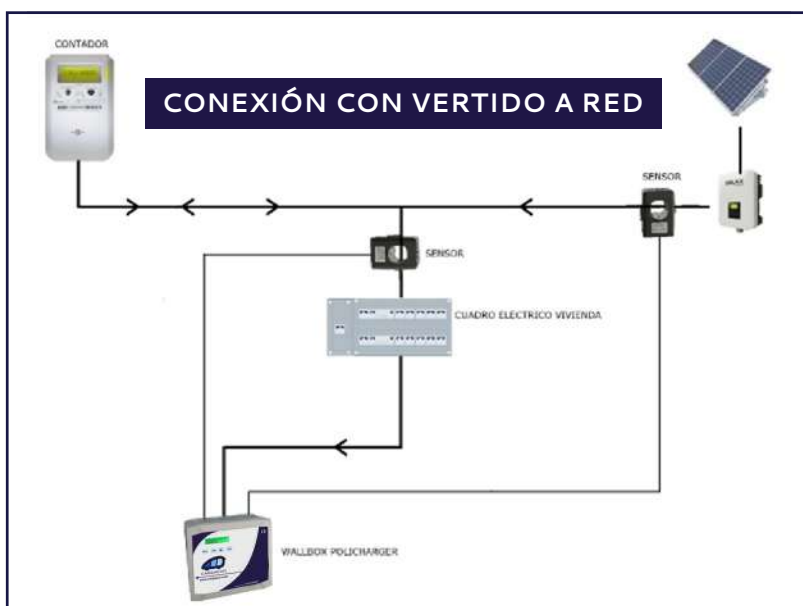 CONTADOR
CONEXIÓN CON VERTIDO A RED
SENSOR
SENSOR
CUADRO ELÉCTRICO VIVIENDA
WALLBOX POLICHARGER